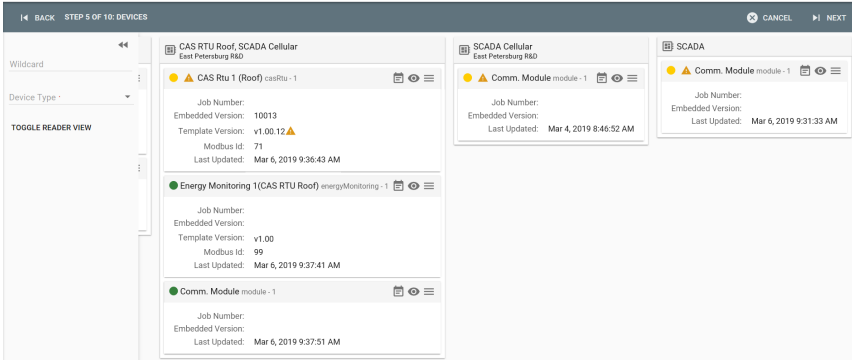 BACK STEP 5 OF 10: DEVICES
CANCEL NEXT
Wildcard
Device Type *
TOGGLE READER VIEW
CAS RTU Roof, SCADA Cellular
East Petersburg R&D
CAS Rtu 1 (Roof) casRtu - 1
Job Number:
Embedded Version: 10013
Template Version: v1.00.12
Modbus Id: 71
Last Updated: Mar 6, 2019 9:36:43 AM
Energy Monitoring 1(CAS RTU Roof) energyMonitoring - 1
Job Number:
Embedded Version:
Template Version: v1.00
Modbus Id: 99
Last Updated: Mar 6, 2019 9:37:41 AM
Comm. Module module - 1
Job Number:
Embedded Version:
Last Updated: Mar 6, 2019 9:37:51 AM
SCADA Cellular
East Petersburg R&D
Comm. Module module - 1
Job Number:
Embedded Version:
Last Updated: Mar 4, 2019 8:46:52 AM
SCADA
Comm. Module module - 1
Job Number:
Embedded Version:
Last Updated: Mar 6, 2019 9:31:33 AM